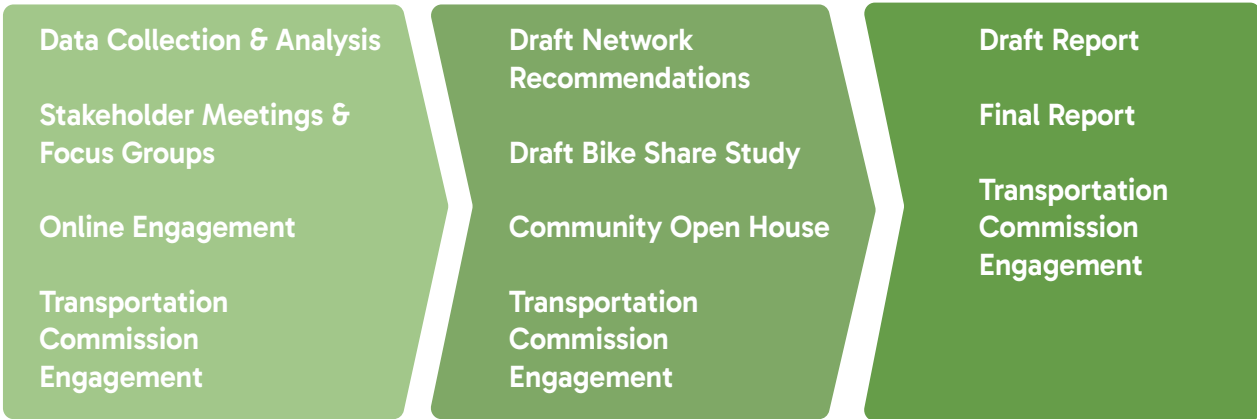 Data Collection & Analysis
Stakeholder Meetings &
Focus Groups
Online Engagement
Transportation
Commission
Engagement
Draft Network
Recommendations
Draft Bike Share Study
Community Open House
Transportation
Commission
Engagement
Draft Report
Final Report
Transportation
Commission
Engagement